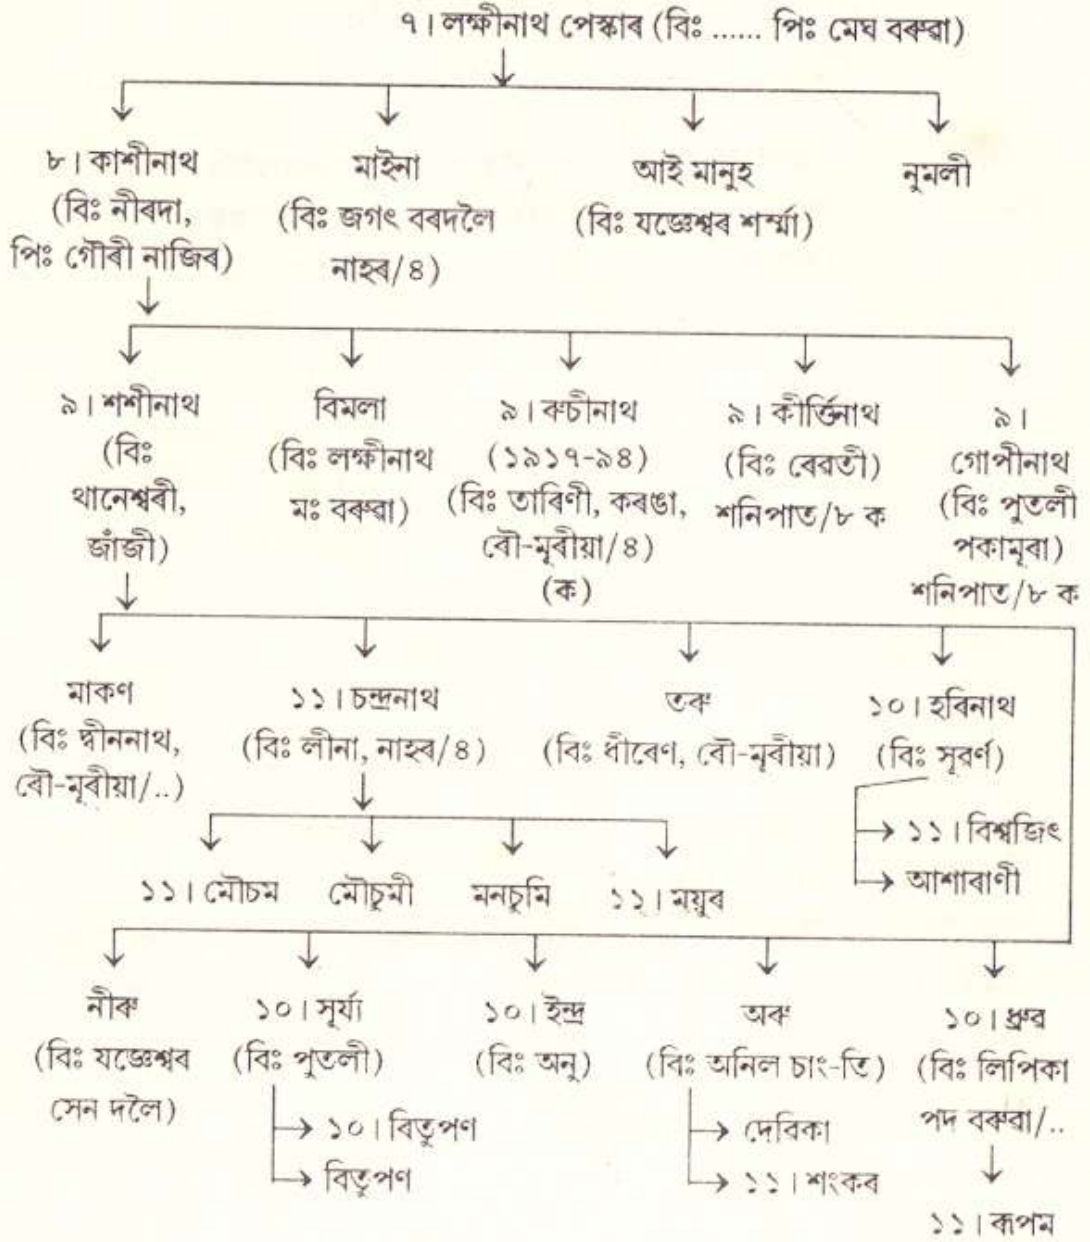 ৭। লক্ষীনাথ পেস্কাৰ (বিঃ ...... পিঃ মেঘ বৰুৱা)
৮। কাশীনাথ
(বিঃ নীৰদা,
পিঃ গৌৰী নাজিৰ)
মাইনা
(বিঃ জগৎ বৰদলৈ
নাহৰ/৪)
আই মানুহ
(বিঃ যজ্ঞেশ্বৰ শৰ্ম্মা)
নুমলী
৯। শশীনাথ
(বিঃ
থানেশ্বৰী,
জাঁজী)
বিমলা
(বিঃ লক্ষীনাথ
মঃ বৰুৱা)
৯। ৰুচীনাথ
(১৯১৭-৯৪)
(বিঃ তাৰিণী, কৰঙা,
ৰৌ-মূৰীয়া/৪)
(ক)
৯। কীৰ্ত্তিনাথ
(বিঃ ৰেৱতী)
শনিপাত/৮ ক
৯।
গোপীনাথ
(বিঃ পুতলী
পকামূৰা)
শনিপাত/৮ ক
মাকণ
(বিঃ দ্বীননাথ,
ৰৌ-মূৰীয়া/..)
১১। চন্দ্ৰনাথ
(বিঃ লীনা, নাহৰ/৪)
তৰু
(বিঃ ধীৰেণ, ৰৌ-মূৰীয়া)
১০। হৰিনাথ
(বিঃ সূৱৰ্ণ)
১১। বিশ্বজিৎ
আশাৰাণী
১১। মৌচম
মৌচুমী
মনচুমি
১১। ময়ুৰ
নীৰু
(বিঃ যজ্ঞেশ্বৰ
সেন দলৈ)
১০। সূৰ্য্য
(বিঃ পুতলী)
১০। বিতুপণ
বিতুপণ
১০। ইন্দ্ৰ
(বিঃ অনু)
অৰু
(বিঃ অনিল চাং-তি)
দেৱিকা
১১। শংকৰ
১০। ধ্ৰুৱ
(বিঃ লিপিকা
পদ বৰুৱা/..
১১। ৰূপম